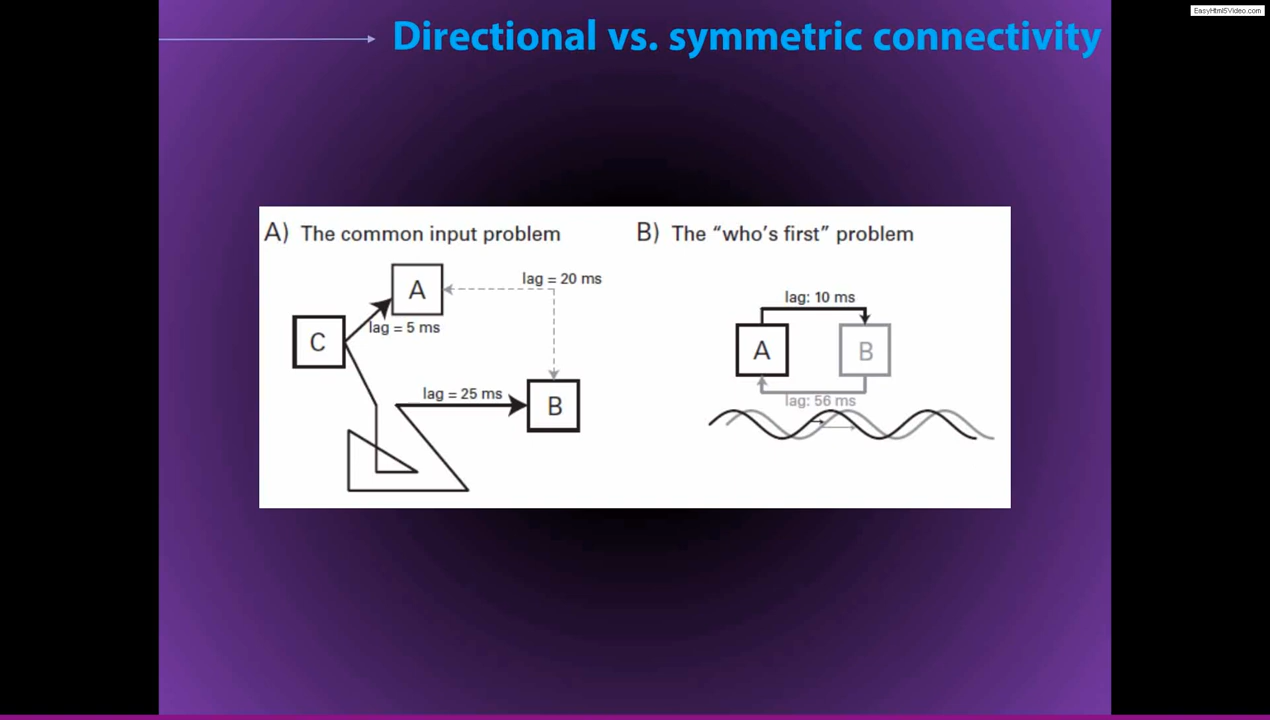 EasyHtml5Video.com
Directional vs. symmetric connectivity
A) The common input problem
A
lag = 20 ms
lag = 5 ms
C
lag = 25 ms
B
B) The “who’s first” problem
lag: 10 ms
A
B
lag: 56 ms